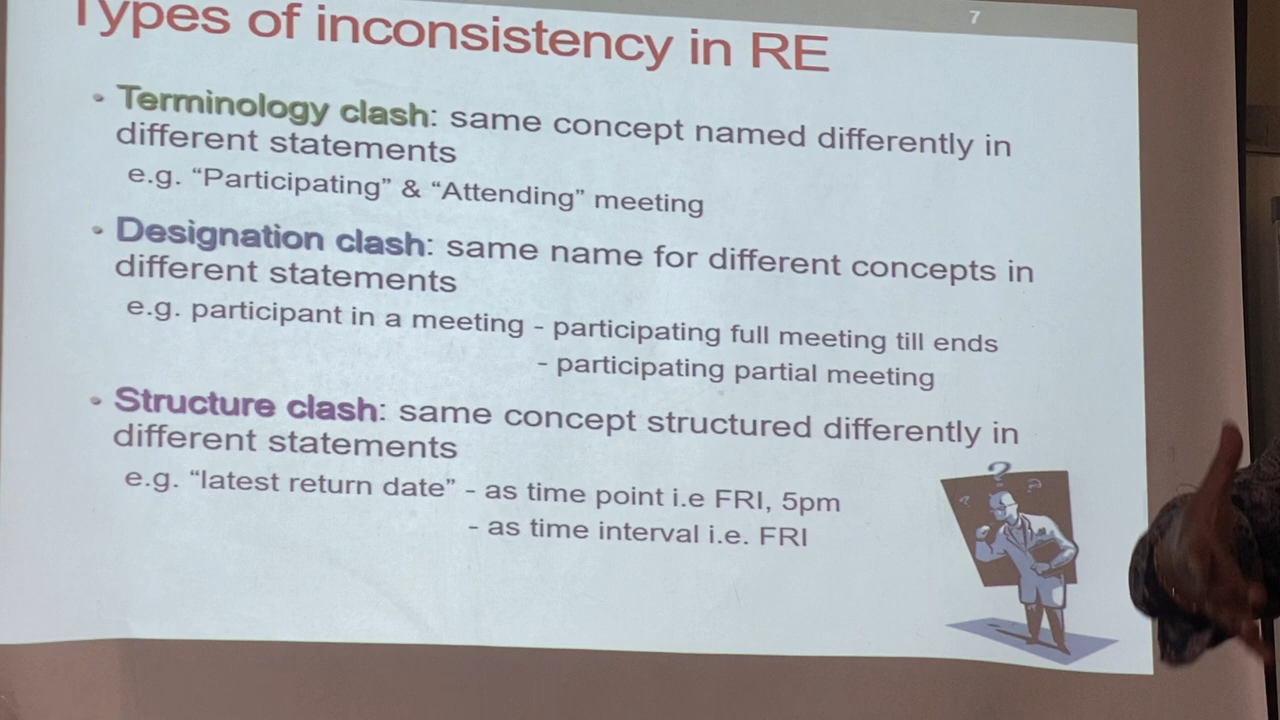 7
Types of inconsistency in RE
• Terminology clash: same concept named differently in
different statements
e.g. “Participating” & “Attending” meeting
• Designation clash: same name for different concepts in
different statements
e.g. participant in a meeting - participating full meeting till ends
- participating partial meeting
• Structure clash: same concept structured differently in
different statements
e.g. “latest return date” - as time point i.e FRI, 5pm
- as time interval i.e. FRI
? ? ?